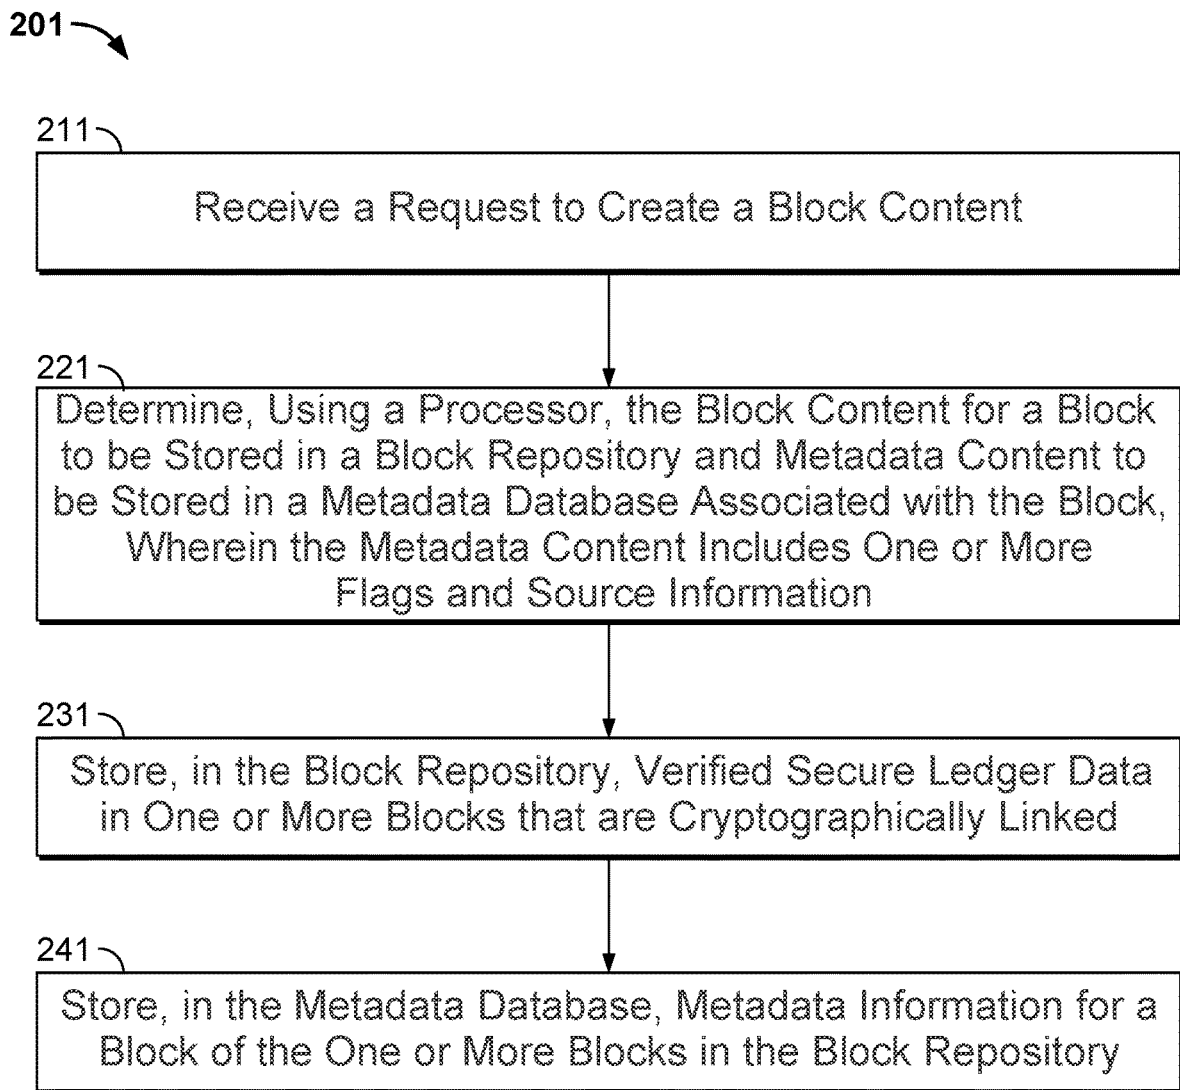 201
211
Receive a Request to Create a Block Content
221
Determine, Using a Processor, the Block Content for a Block
to be Stored in a Block Repository and Metadata Content to
be Stored in a Metadata Database Associated with the Block,
Wherein the Metadata Content Includes One or More
Flags and Source Information
231
Store, in the Block Repository, Verified Secure Ledger Data
in One or More Blocks that are Cryptographically Linked
241
Store, in the Metadata Database, Metadata Information for a
Block of the One or More Blocks in the Block Repository